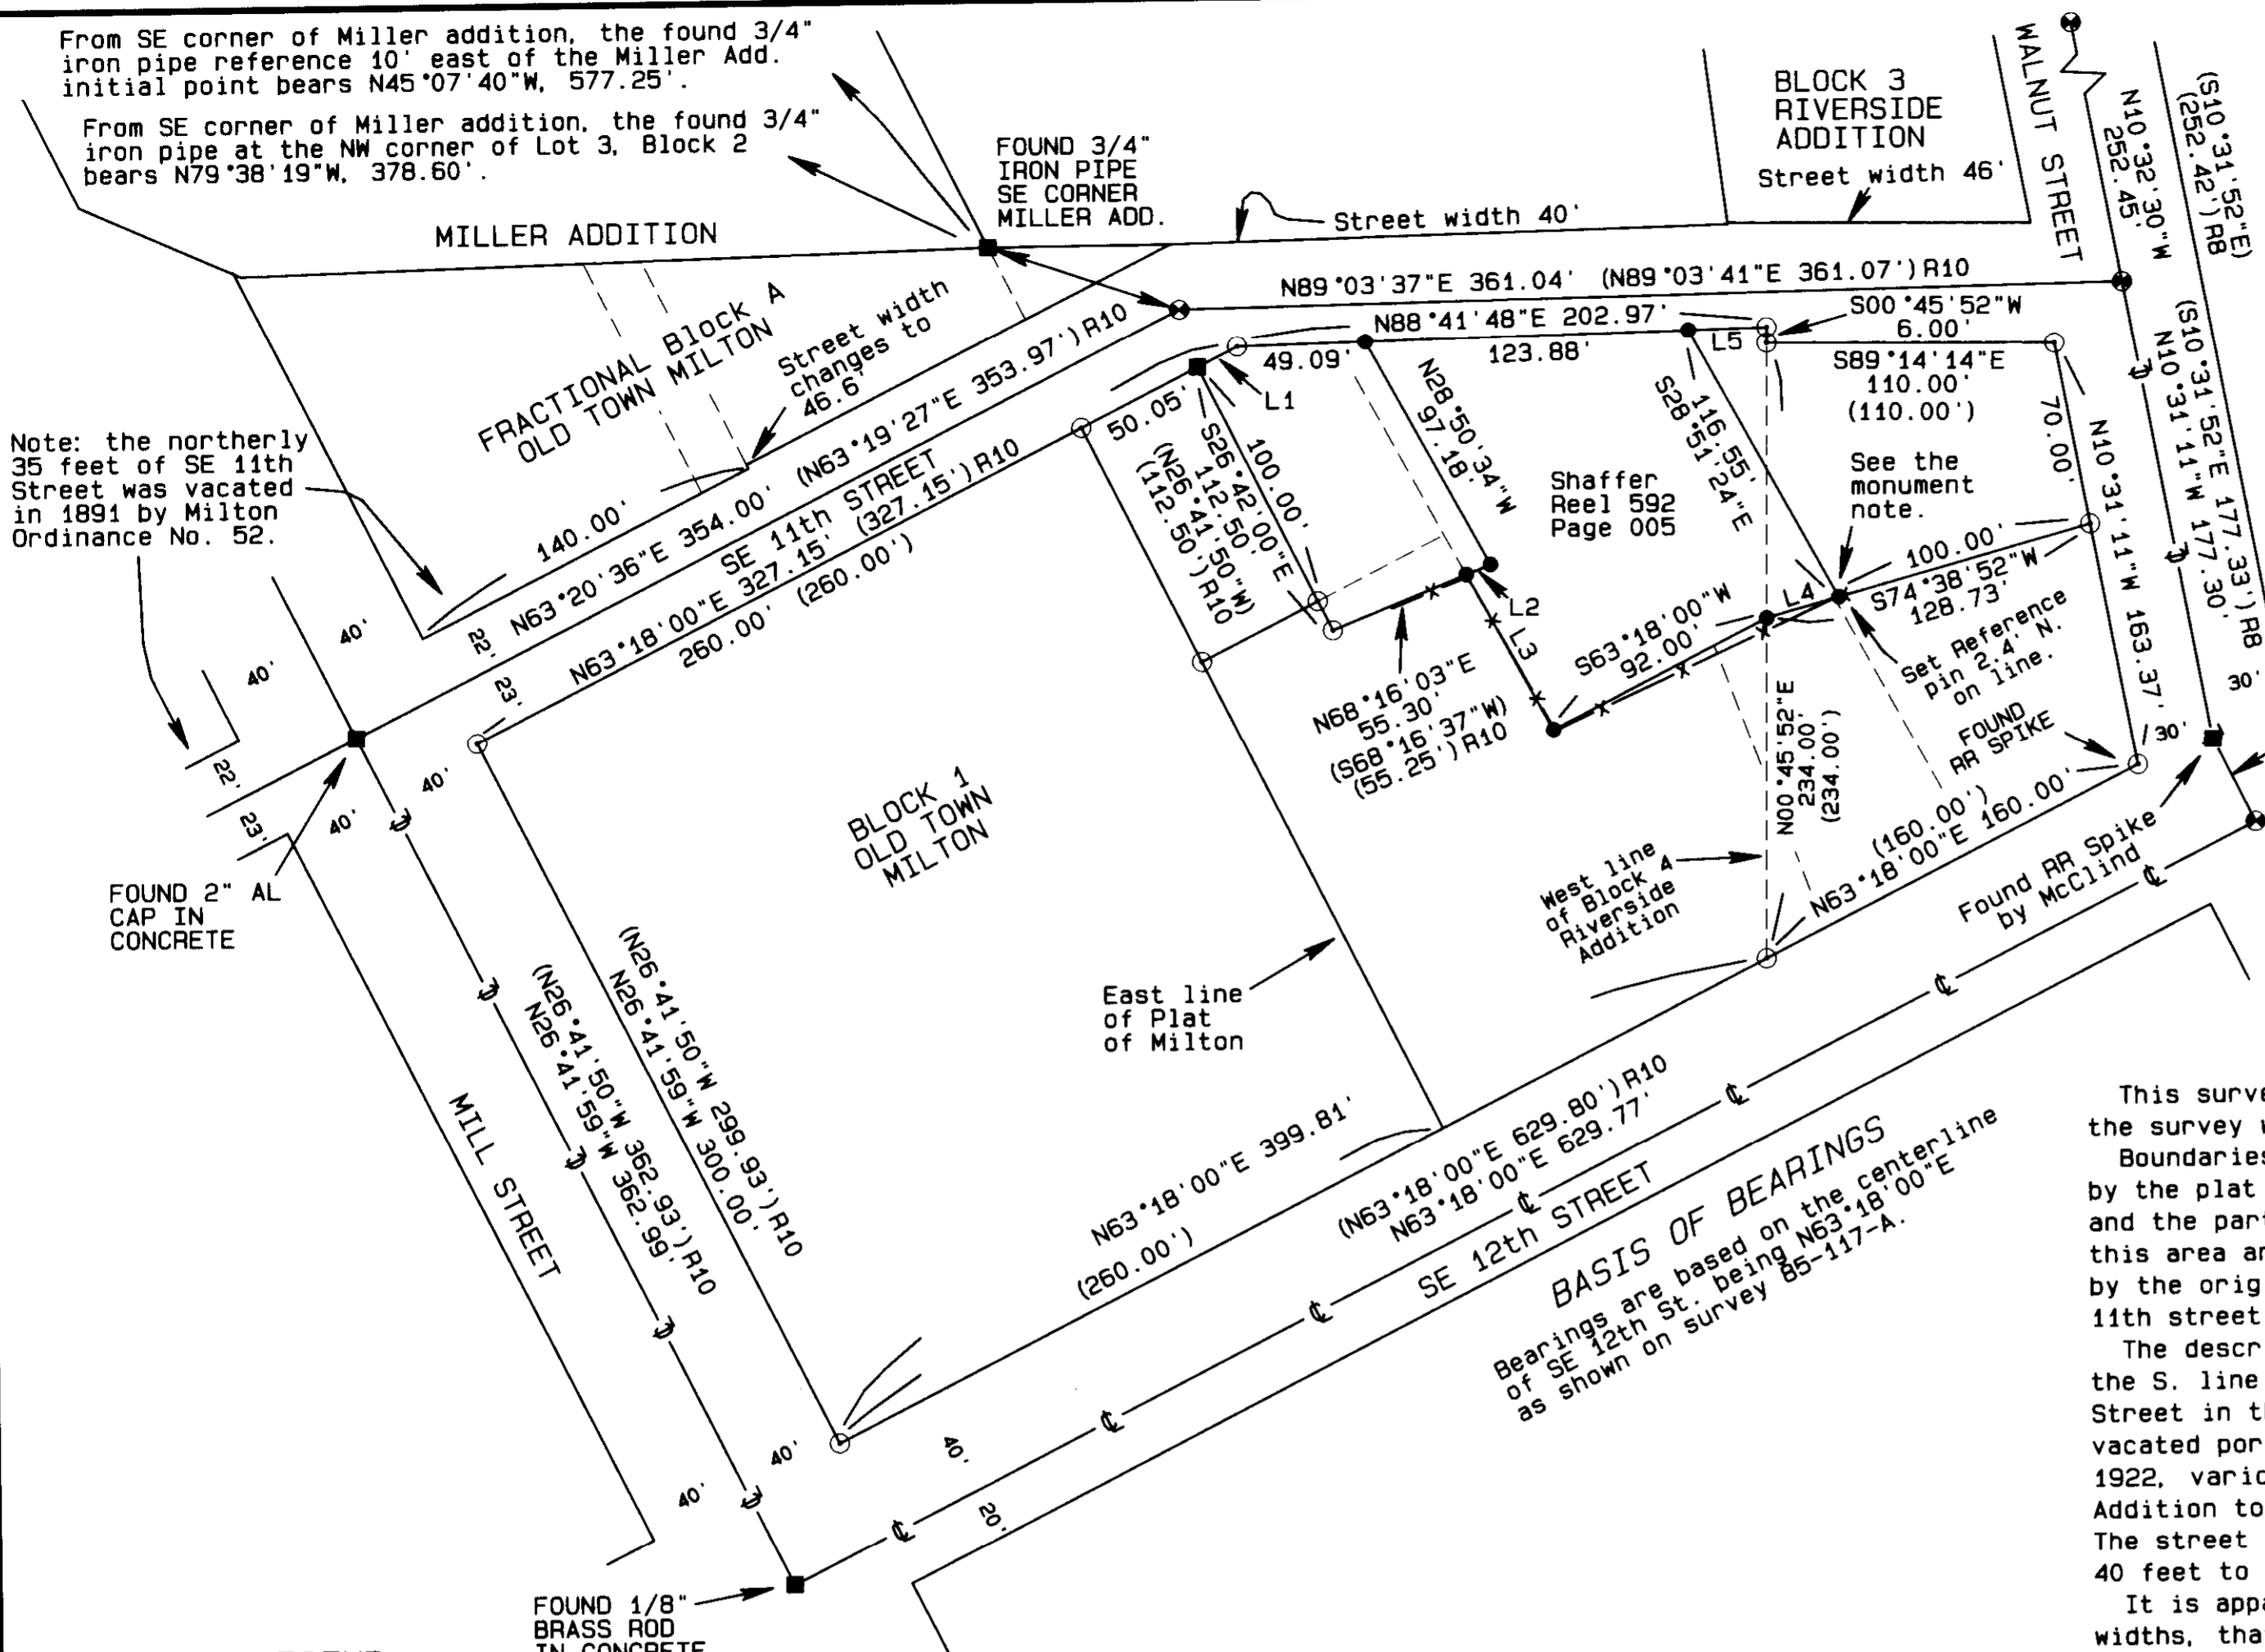 From SE corner of Miller addition, the found 3/4"
iron pipe reference 10' east of the Miller Add.
initial point bears N45°07'40"W, 577.25'.
From SE corner of Miller addition, the found 3/4"
iron pipe at the NW corner of Lot 3, Block 2
bears N79°38'19"W, 378.60'.
FOUND 3/4"
IRON PIPE
SE CORNER
MILLER ADD.
BLOCK 3
RIVERSIDE
ADDITION
Street width 46'
Street width 40'
WALNUT STREET
N10°32'30"W
252.45'
(S10°31'52"E)
(252.42')R8
MILLER ADDITION
FRACTIONAL Block A
OLD TOWN MILTON
Street width
changes to
46.6'
N89°03'37"E 361.04' (N89°03'41"E 361.07')R10
N88°41'48"E 202.97'
S00°45'52"W
6.00'
49.09'
123.88'
L5
S89°14'14"E
110.00'
(110.00')
L1
50.05'
70.00'
N10°31'11"W 163.37'
N10°31'11"W 177.30'
(S10°31'52"E 177.33')R8
Note: the northerly
35 feet of SE 11th
Street was vacated
in 1891 by Milton
Ordinance No. 52.
140.00'
N63°20'36"E 354.00' (N63°19'27"E 353.97')R10
SE 11th STREET
N63°18'00"E 327.15' (327.15')R10
260.00' (260.00')
100.00'
S26°42'00"E
112.50'
(N26°41'50"W)
(112.50')R10
N28°50'34"W
97.18'
116.55'
S28°51'24"E
Shaffer
Reel 592
Page 005
See the
monument
note.
100.00'
S74°38'52"W
128.73'
L4
L2
L3
S63°18'00"W
92.00'
Set Reference
pin 2.4' N.
on line.
FOUND
RR SPIKE
N68°16'03"E
55.30'
(S68°16'37"W)
(55.25')R10
N00°45'52"E
234.00'
(234.00')
30'
30'
40'
40'
22'
23'
22'
23'
40'
40'
FOUND 2" AL
CAP IN
CONCRETE
BLOCK 1
OLD TOWN
MILTON
West line
of Block 4
Riverside
Addition
(160.00')
N63°18'00"E 160.00'
Found RR Spike
by McClind
East line
of Plat
of Milton
(N26°41'50"W 299.93')R10
N26°41'59"W 300.00'
(N26°41'50"W 362.93')R10
N26°41'59"W 362.99'
MILL STREET
N63°18'00"E 399.81'
(260.00')
(N63°18'00"E 629.80')R10
N63°18'00"E 629.77'
SE 12th STREET
BASIS OF BEARINGS
Bearings are based on the centerline
of SE 12th St. being N63°18'00"E
as shown on survey 85-117-A.
40'
40'
40'
20'
FOUND 1/8"
BRASS ROD
IN CONCRETE
This surve
the survey
Boundaries
by the plat
and the par
this area a
by the orig
11th street
The descr
the S. line
Street in t
vacated por
1922, vario
Addition to
The street
40 feet to
It is appa
widths, tha